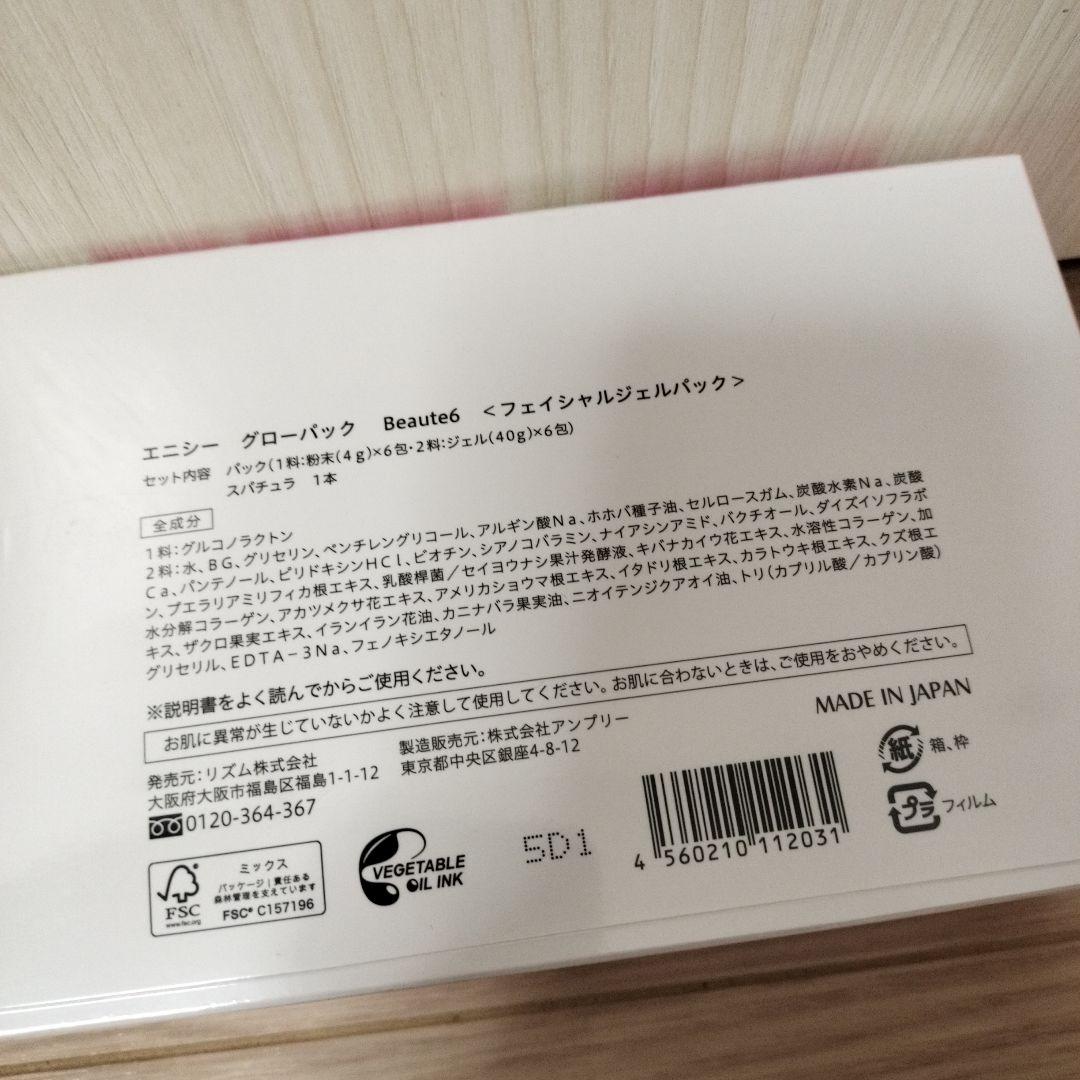 エニシー　グローパック　Beaute6　＜フェイシャルジェルパック＞
セット内容　パック(1料:粉末(4g)×6包・2料:ジェル(40g)×6包)
スパチュラ　1本
全成分
1料:グルコノラクトン
2料:水、BG、グリセリン、ペンチレングリコール、アルギン酸Na、ホホバ種子油、セルロースガム、炭酸水素Na、炭酸
Ca、パンテノール、ピリドキシンHCl、ビオチン、シアノコバラミン、ナイアシンアミド、バクチオール、ダイズイソフラボ
ン、プエラリアミリフィカ根エキス、乳酸桿菌／セイヨウナシ果汁発酵液、キバナカイウ花エキス、水溶性コラーゲン、加
水分解コラーゲン、アカツメクサ花エキス、アメリカショウマ根エキス、イタドリ根エキス、カラトウキ根エキス、クズ根エ
キス、ザクロ果実エキス、イランイラン花油、カニナバラ果実油、ニオイテンジクアオイ油、トリ(カプリル酸／カプリン酸)
グリセリル、EDTA－3Na、フェノキシエタノール
※説明書をよく読んでからご使用ください。
お肌に異常が生じていないかよく注意して使用してください。お肌に合わないときは、ご使用をおやめください。
MADE IN JAPAN
発売元:リズム株式会社
大阪府大阪市福島区福島1-1-12
0120-364-367
製造販売元:株式会社アンプリー
東京都中央区銀座4-8-12
紙 箱、枠
プラ フィルム
FSC
www.fsc.org
ミックス
パッケージ｜責任ある
森林管理を支えています
FSC® C157196
VEGETABLE
OIL INK
5D1
4 560210 112031